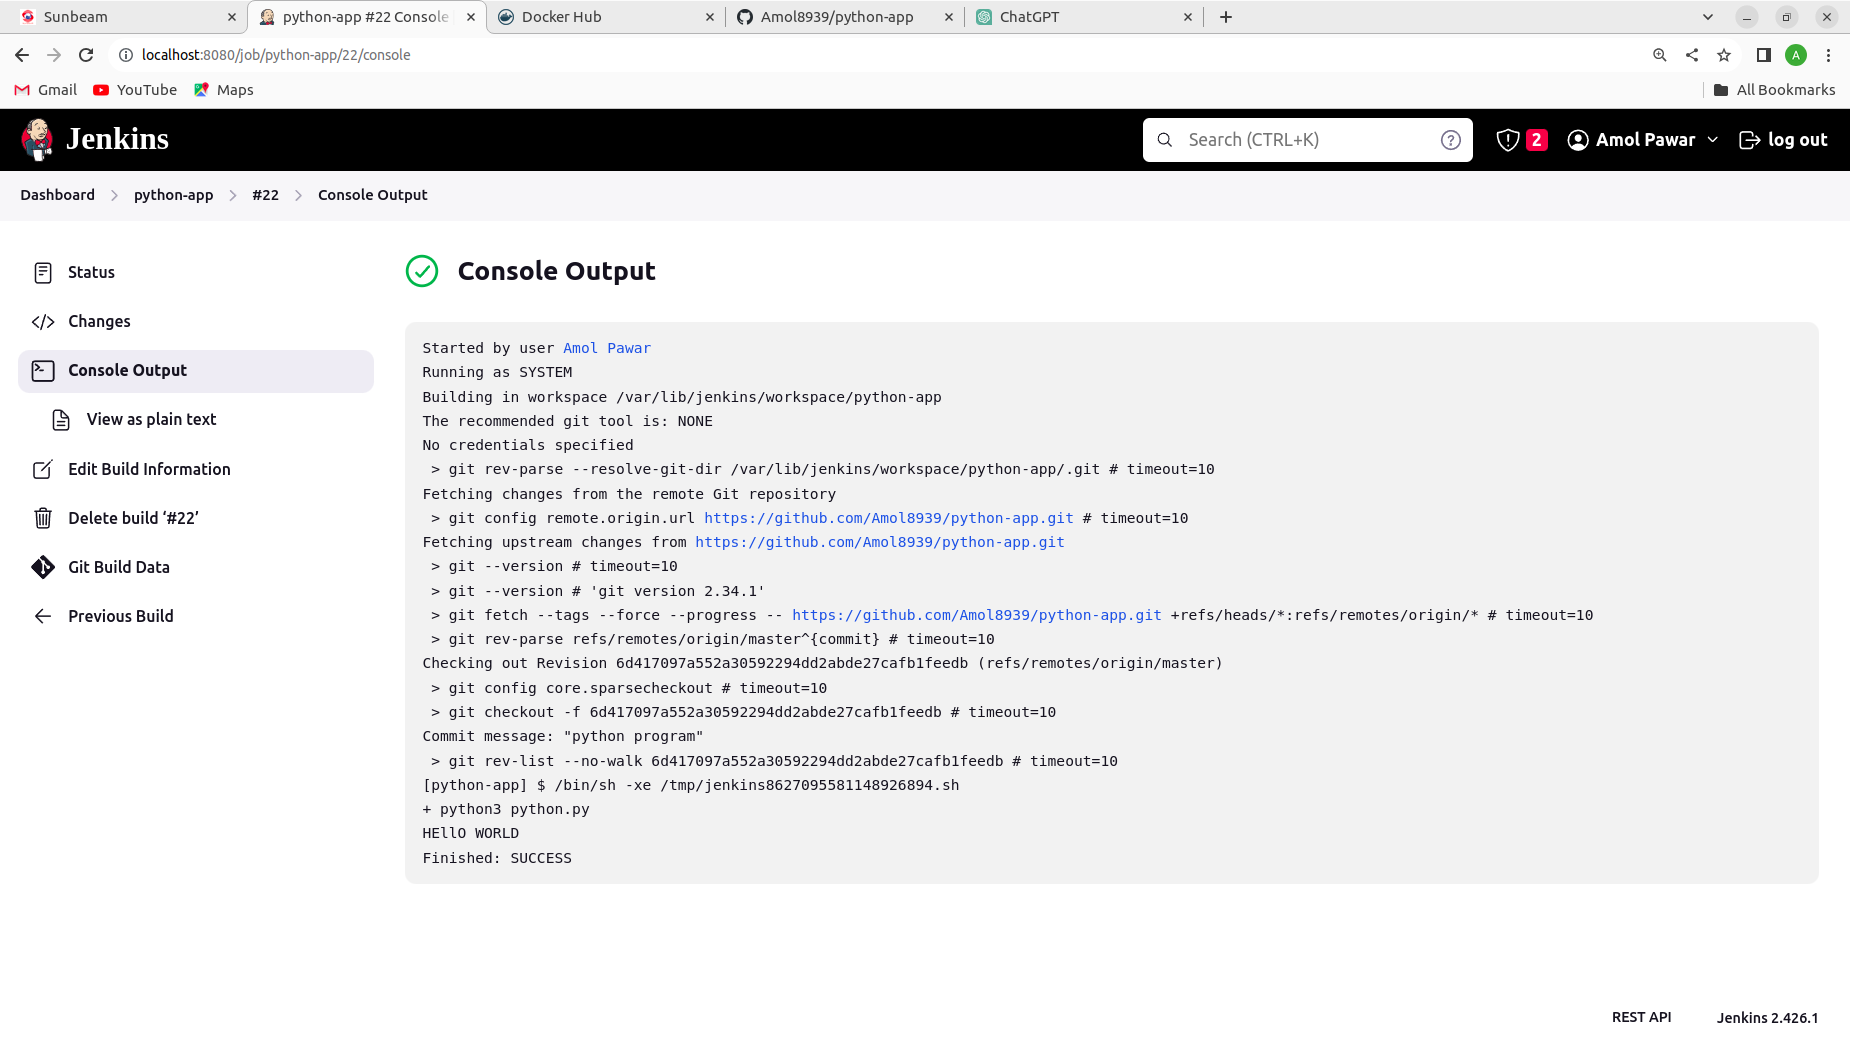 Sunbeam
python-app #22 Console
Docker Hub
Amol8939/python-app
ChatGPT
localhost:8080/job/python-app/22/console
A
Gmail
YouTube
Maps
All Bookmarks
Jenkins
Search (CTRL+K)
2
Amol Pawar
log out
Dashboard
python-app
#22
Console Output
Status
Changes
Console Output
View as plain text
Edit Build Information
Delete build ‘#22’
Git Build Data
Previous Build
Console Output
Started by user Amol Pawar
Running as SYSTEM
Building in workspace /var/lib/jenkins/workspace/python-app
The recommended git tool is: NONE
No credentials specified
 > git rev-parse --resolve-git-dir /var/lib/jenkins/workspace/python-app/.git # timeout=10
Fetching changes from the remote Git repository
 > git config remote.origin.url https://github.com/Amol8939/python-app.git # timeout=10
Fetching upstream changes from https://github.com/Amol8939/python-app.git
 > git --version # timeout=10
 > git --version # 'git version 2.34.1'
 > git fetch --tags --force --progress -- https://github.com/Amol8939/python-app.git +refs/heads/*:refs/remotes/origin/* # timeout=10
 > git rev-parse refs/remotes/origin/master^{commit} # timeout=10
Checking out Revision 6d417097a552a30592294dd2abde27cafb1feedb (refs/remotes/origin/master)
 > git config core.sparsecheckout # timeout=10
 > git checkout -f 6d417097a552a30592294dd2abde27cafb1feedb # timeout=10
Commit message: "python program"
 > git rev-list --no-walk 6d417097a552a30592294dd2abde27cafb1feedb # timeout=10
[python-app] $ /bin/sh -xe /tmp/jenkins8627095581148926894.sh
+ python3 python.py
HEllO WORLD
Finished: SUCCESS
REST API
Jenkins 2.426.1